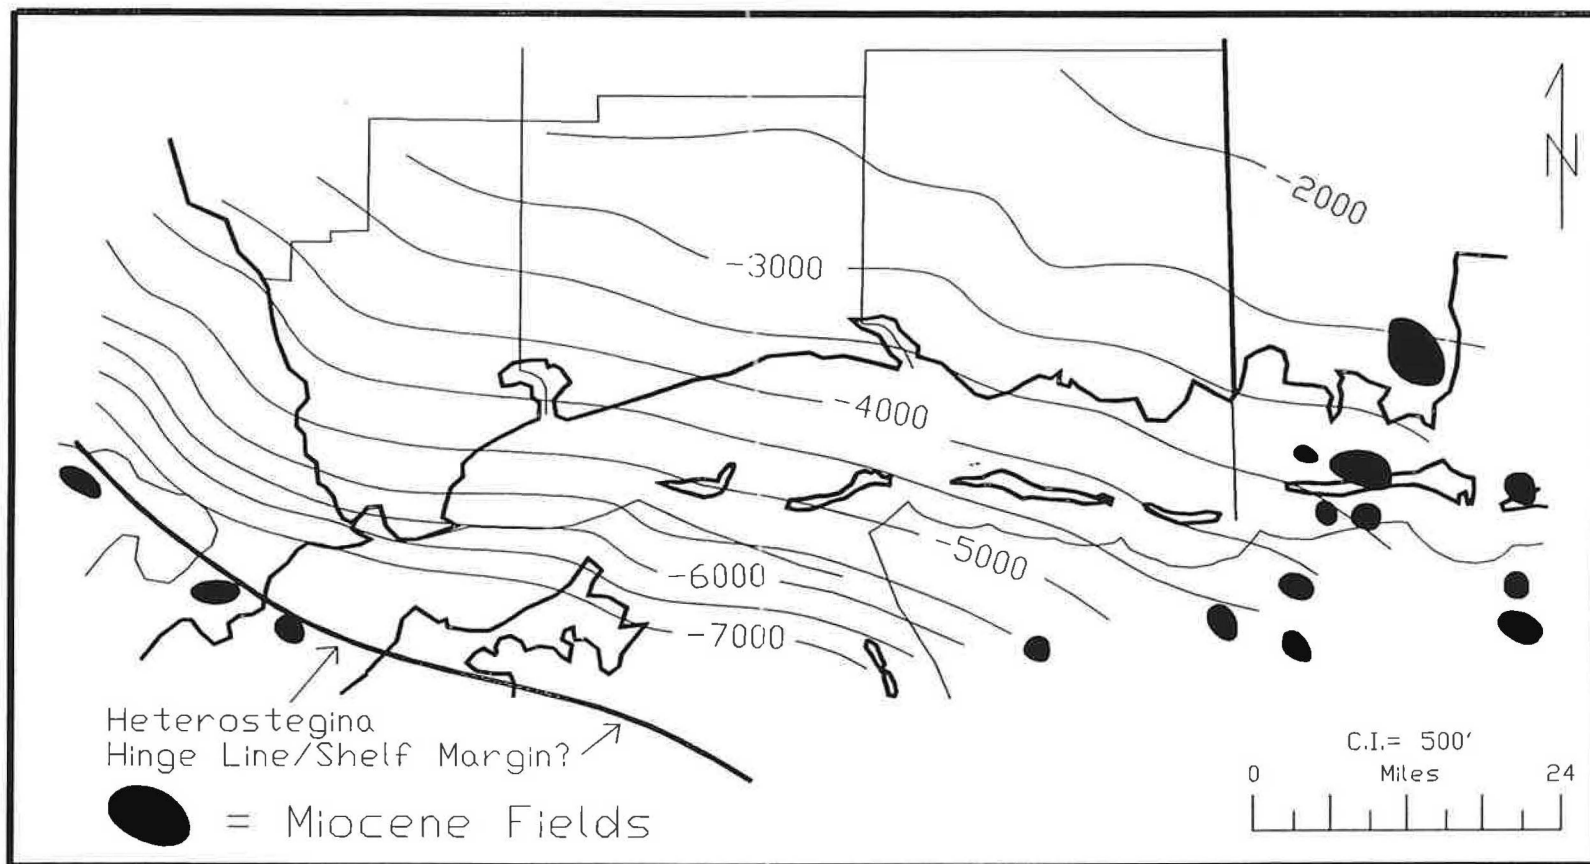 N
-2000
-3000
-4000
-5000
-6000
-7000
Heterostegina
Hinge Line/Shelf Margin?
= Miocene Fields
C.I.= 500'
0 Miles 24